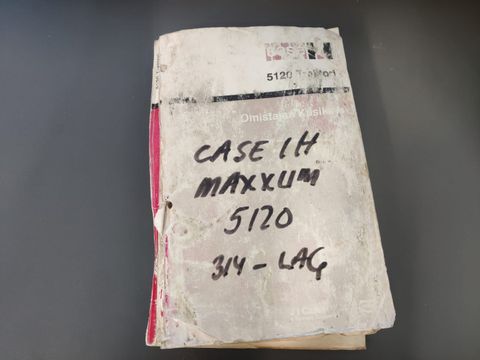 5120 Traktori
Omistajan Käsikirja
CASE IH
MAXXUM
5120
314-LAG